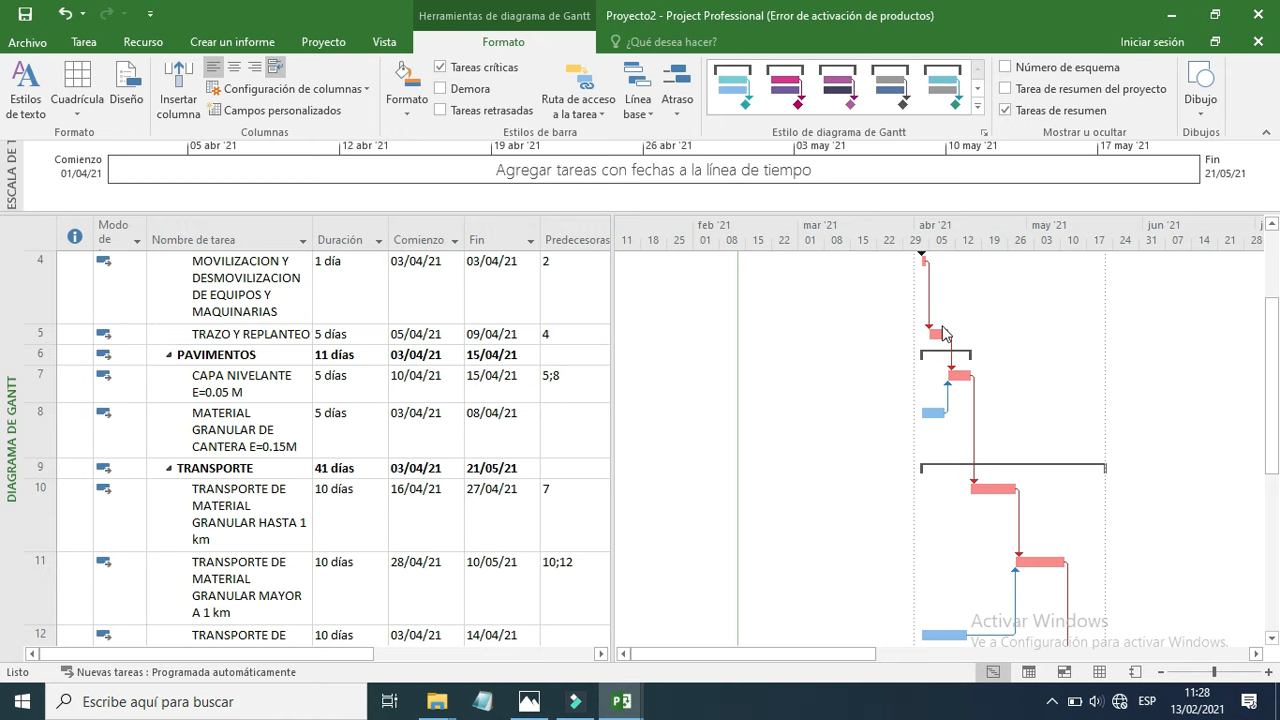 Herramientas de diagrama de Gantt
Proyecto2 - Project Professional (Error de activación de productos)
Archivo
Tarea
Recurso
Crear un informe
Proyecto
Vista
Formato
¿Qué desea hacer?
Iniciar sesión
Estilos de texto
Cuadrícula
Diseño
Formato
Insertar columna
Configuración de columnas
Campos personalizados
Columnas
Formato
Tareas críticas
Demora
Tareas retrasadas
Ruta de acceso a la tarea
Línea base
Atraso
Estilos de barra
Estilo de diagrama de Gantt
Número de esquema
Tarea de resumen del proyecto
Tareas de resumen
Mostrar u ocultar
Dibujo
Dibujos
ESCALA DE T
05 abr '21
12 abr '21
19 abr '21
26 abr '21
03 may '21
10 may '21
17 may '21
Comienzo
01/04/21
Agregar tareas con fechas a la línea de tiempo
Fin
21/05/21
DIAGRAMA DE GANTT
Modo de
Nombre de tarea
Duración
Comienzo
Fin
Predecesoras
feb '21
mar '21
abr '21
may '21
jun '21
11 18 25 01 08 15 22 01 08 15 22 29 05 12 19 26 03 10 17 24 31 07 14 21 28
4 MOVILIZACION Y 1 día 03/04/21 03/04/21 2
DESMOVILIZACION
DE EQUIPOS Y
MAQUINARIAS
5 TRAZO Y REPLANTEO 5 días 05/04/21 09/04/21 4
6 PAVIMENTOS 11 días 03/04/21 15/04/21
7 CAPA NIVELANTE 5 días 10/04/21 15/04/21 5;8
E=0.05 M
8 MATERIAL 5 días 03/04/21 08/04/21
GRANULAR DE
CANTERA E=0.15M
9 TRANSPORTE 41 días 03/04/21 21/05/21
10 TRANSPORTE DE 10 días 16/04/21 27/04/21 7
MATERIAL
GRANULAR HASTA 1
km
11 TRANSPORTE DE 10 días 28/04/21 10/05/21 10;12
MATERIAL
GRANULAR MAYOR
A 1 km
12 TRANSPORTE DE 10 días 03/04/21 14/04/21
Activar Windows
Ve a Configuración para activar Windows.
Listo
Nuevas tareas : Programada automáticamente
Escribe aquí para buscar
ESP
11:28
13/02/2021